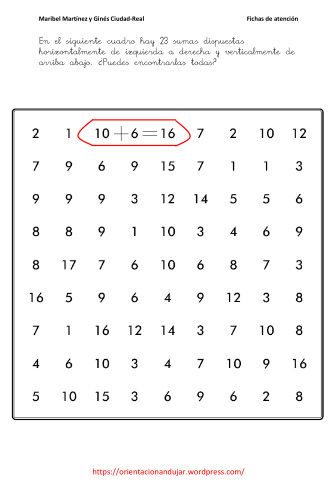 Maribel Martínez y Ginés Ciudad-Real Fichas de atención
En el siguiente cuadro hay 23 sumas dispuestas
horizontalmente de izquierda a derecha y verticalmente de
arriba abajo. ¿Puedes encontrarlas todas?
2 1 10 + 6 = 16 7 2 10 12
7 9 6 9 15 7 1 1 3
9 9 9 3 12 14 5 5 6
8 8 9 1 10 3 4 6 9
8 17 7 6 10 6 8 7 3
16 5 9 6 4 9 12 3 8
7 1 16 12 14 3 7 10 8
4 6 10 3 4 7 10 9 16
5 10 15 3 6 9 6 2 8
https://orientacionandujar.wordpress.com/